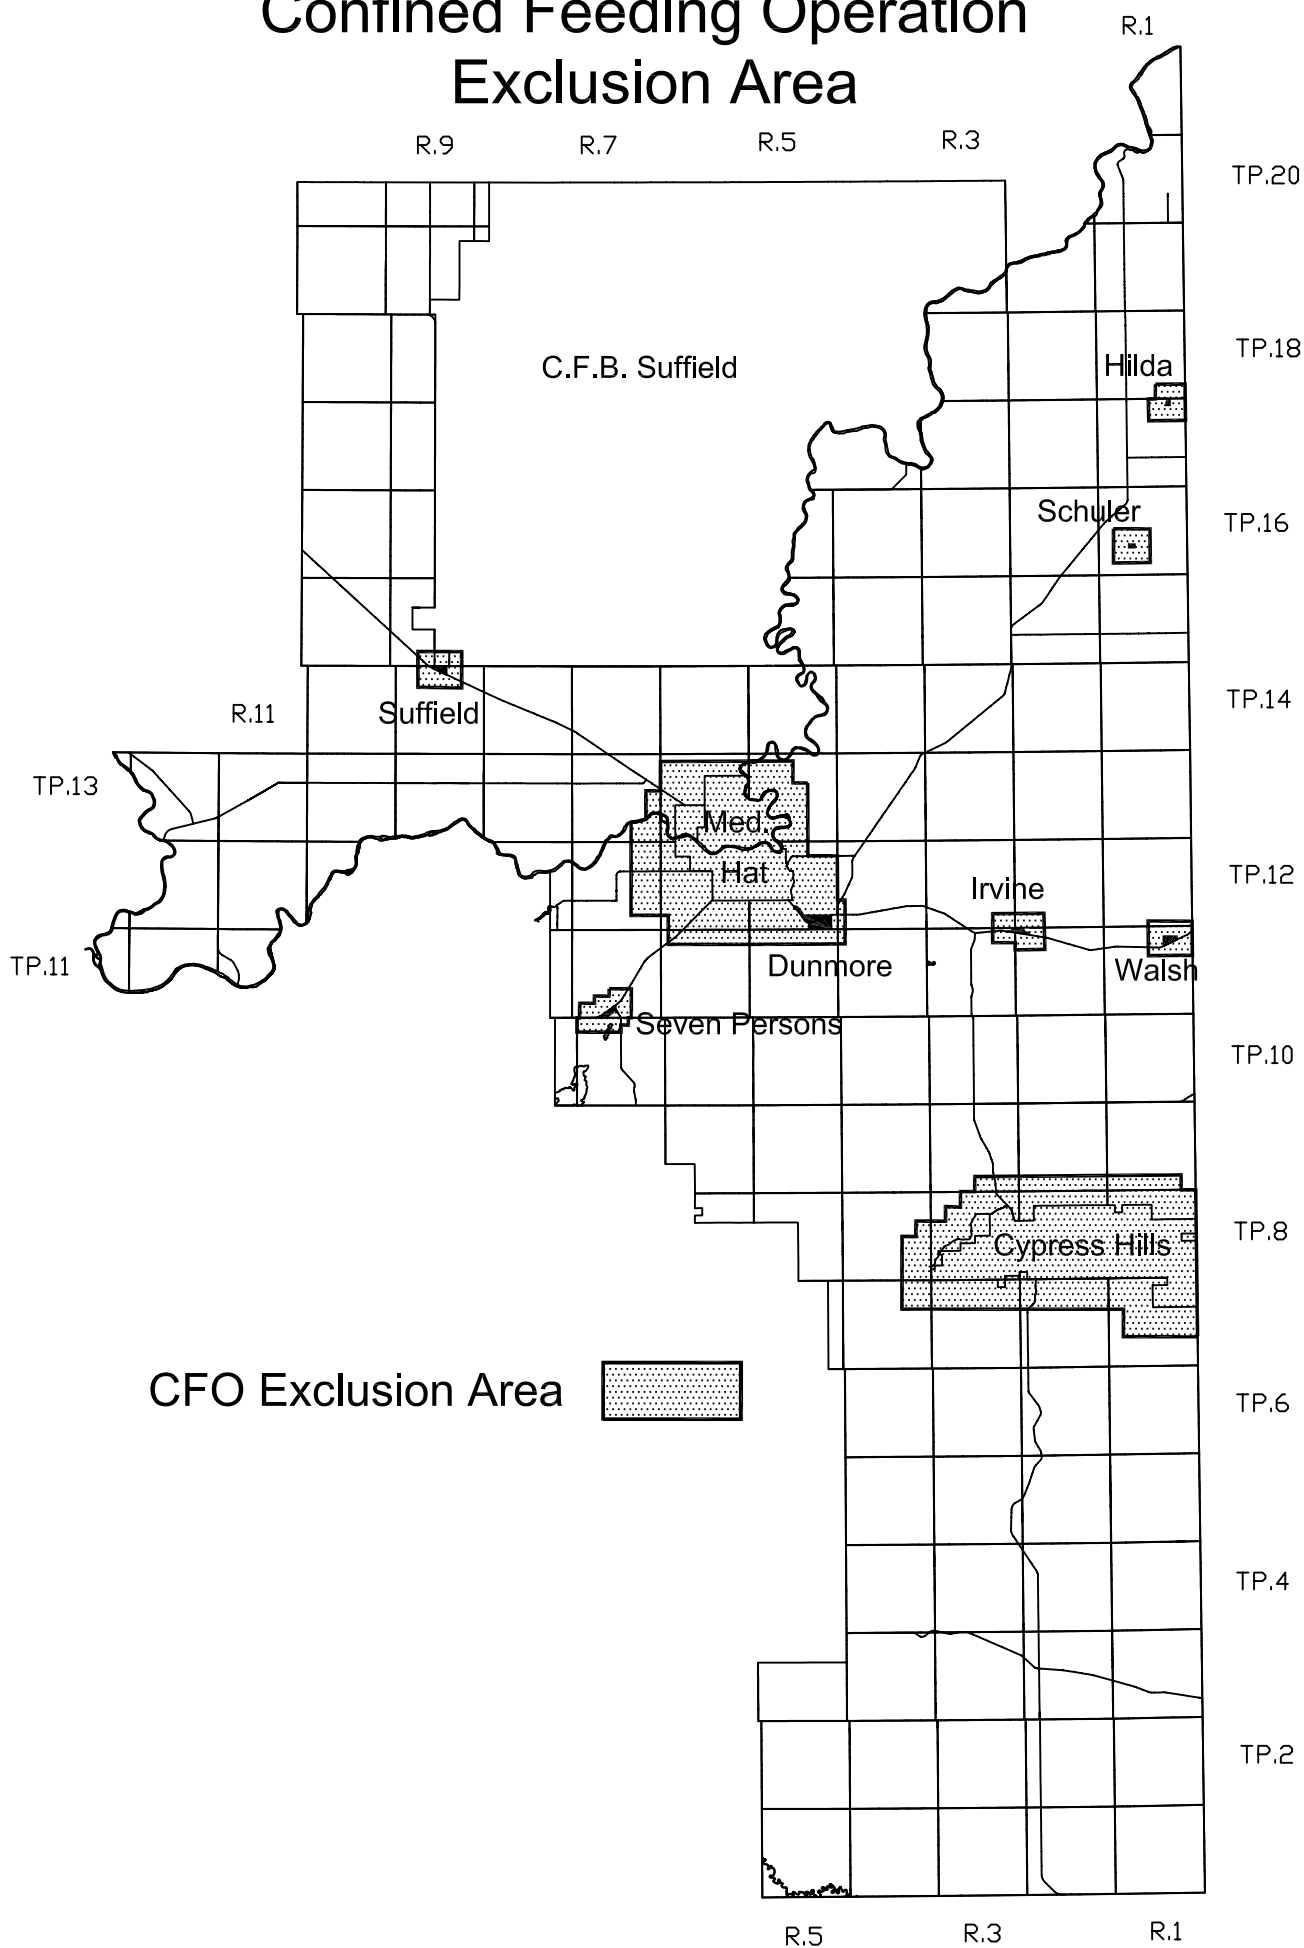 Confined Feeding Operation
Exclusion Area
R.1
R.9
R.7
R.5
R.3
TP.20
C.F.B. Suffield
TP.18
Hilda
Schuler
TP.16
R.11
Suffield
TP.14
TP.13
Med.
Hat
TP.12
Irvine
TP.11
Dunmore
Walsh
Seven Persons
TP.10
TP.8
Cypress Hills
CFO Exclusion Area
TP.6
TP.4
TP.2
R.5
R.3
R.1